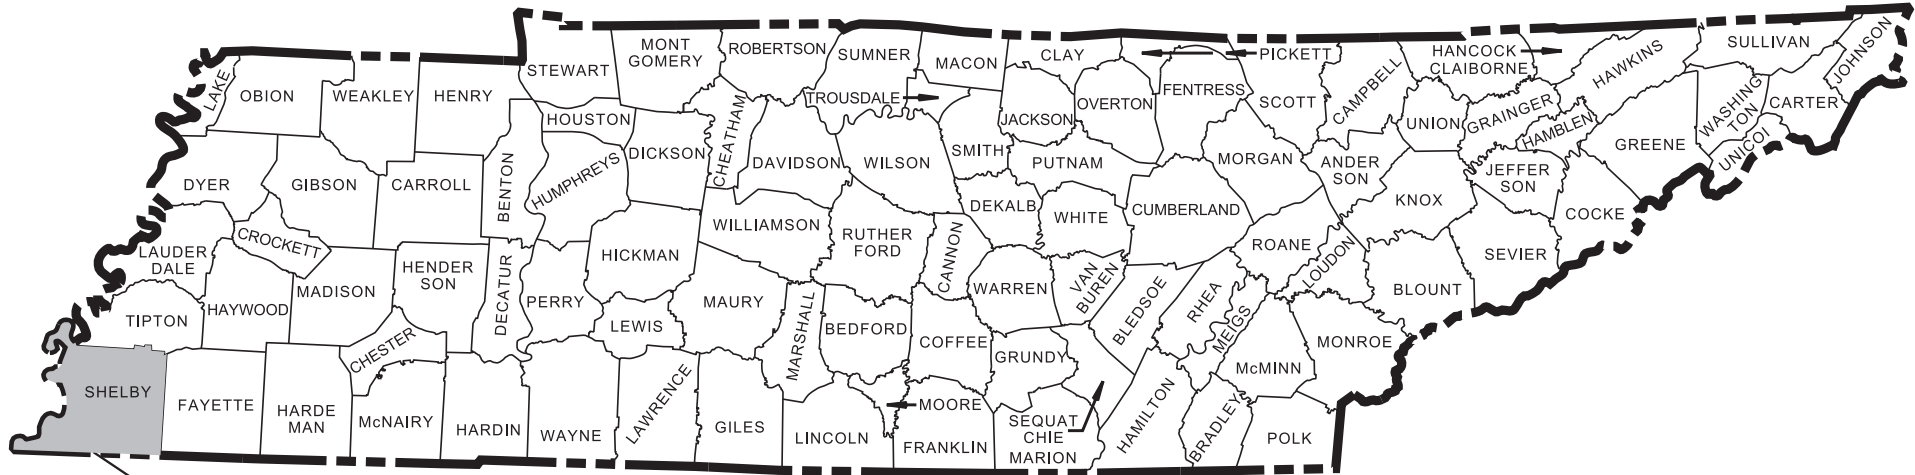 LAKE
OBION
WEAKLEY
HENRY
STEWART
MONT
GOMERY
ROBERTSON
SUMNER
MACON
CLAY
PICKETT
HANCOCK
CLAIBORNE
HAWKINS
SULLIVAN
JOHNSON
TROUSDALE
HOUSTON
DICKSON
CHEATHAM
DAVIDSON
WILSON
SMITH
JACKSON
OVERTON
FENTRESS
SCOTT
CAMPBELL
UNION
GRAINGER
HAMBLEN
GREENE
WASHING
TON
CARTER
UNICOI
DYER
GIBSON
CARROLL
BENTON
HUMPHREYS
PUTNAM
MORGAN
ANDER
SON
KNOX
JEFFER
SON
COCKE
LAUDER
DALE
CROCKETT
HENDER
SON
DECATUR
PERRY
HICKMAN
WILLIAMSON
RUTHER
FORD
CANNON
DEKALB
WHITE
CUMBERLAND
ROANE
LOUDON
SEVIER
BLOUNT
TIPTON
HAYWOOD
MADISON
CHESTER
LEWIS
MAURY
MARSHALL
BEDFORD
COFFEE
WARREN
VAN
BUREN
GRUNDY
BLEDSOE
RHEA
MEIGS
McMINN
MONROE
SHELBY
FAYETTE
HARDE
MAN
McNAIRY
HARDIN
WAYNE
LAWRENCE
GILES
LINCOLN
MOORE
FRANKLIN
SEQUAT
CHIE
MARION
HAMILTON
BRADLEY
POLK